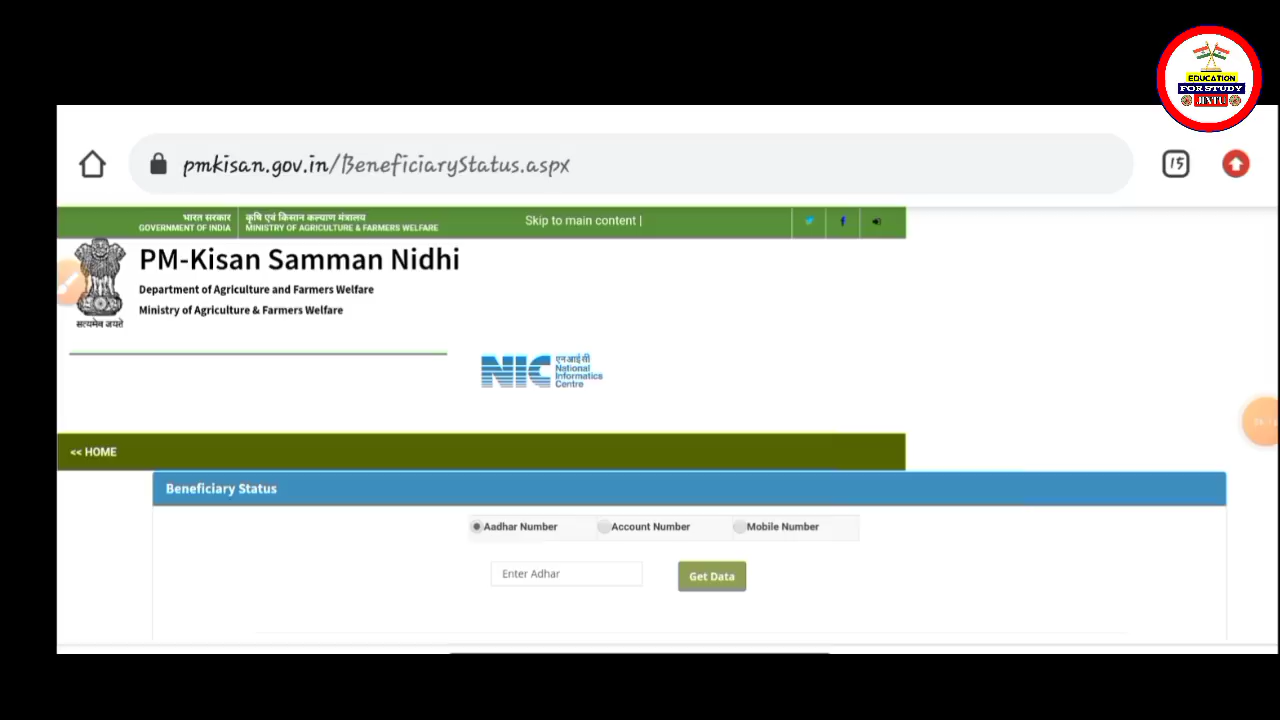 EDUCATION
FOR STUDY
JIXTU
pmkisan.gov.in/BeneficiaryStatus.aspx
15
भारत सरकार
GOVERNMENT OF INDIA
कृषि एवं किसान कल्याण मंत्रालय
MINISTRY OF AGRICULTURE & FARMERS WELFARE
Skip to main content |
PM-Kisan Samman Nidhi
Department of Agriculture and Farmers Welfare
Ministry of Agriculture & Farmers Welfare
सत्यमेव जयते
NIC
एन आई सी
National
Informatics
Centre
<< HOME
Beneficiary Status
Aadhar Number
Account Number
Mobile Number
Enter Adhar
Get Data